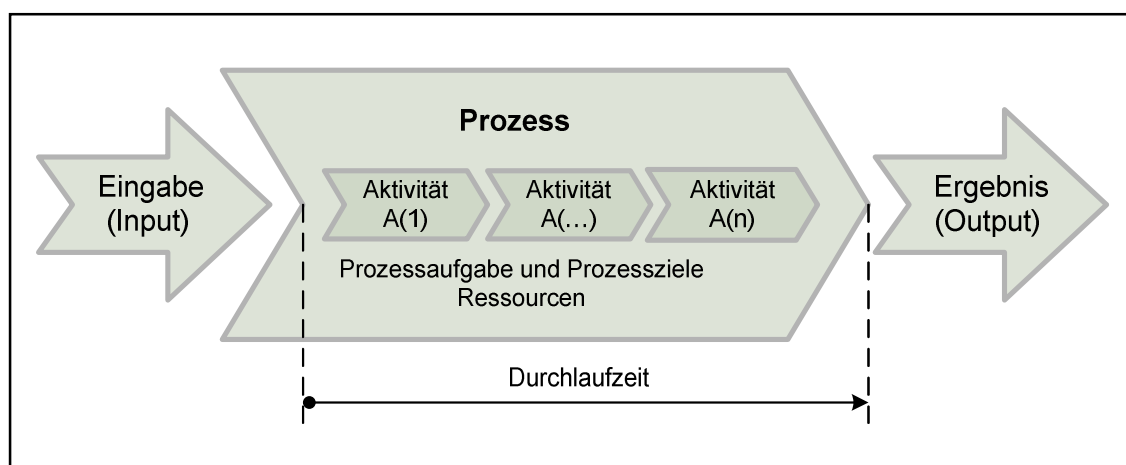 Prozess
Eingabe
(Input)
Aktivität
A(1)
Aktivität
A(...)
Aktivität
A(n)
Prozessaufgabe und Prozessziele
Ressourcen
Ergebnis
(Output)
Durchlaufzeit